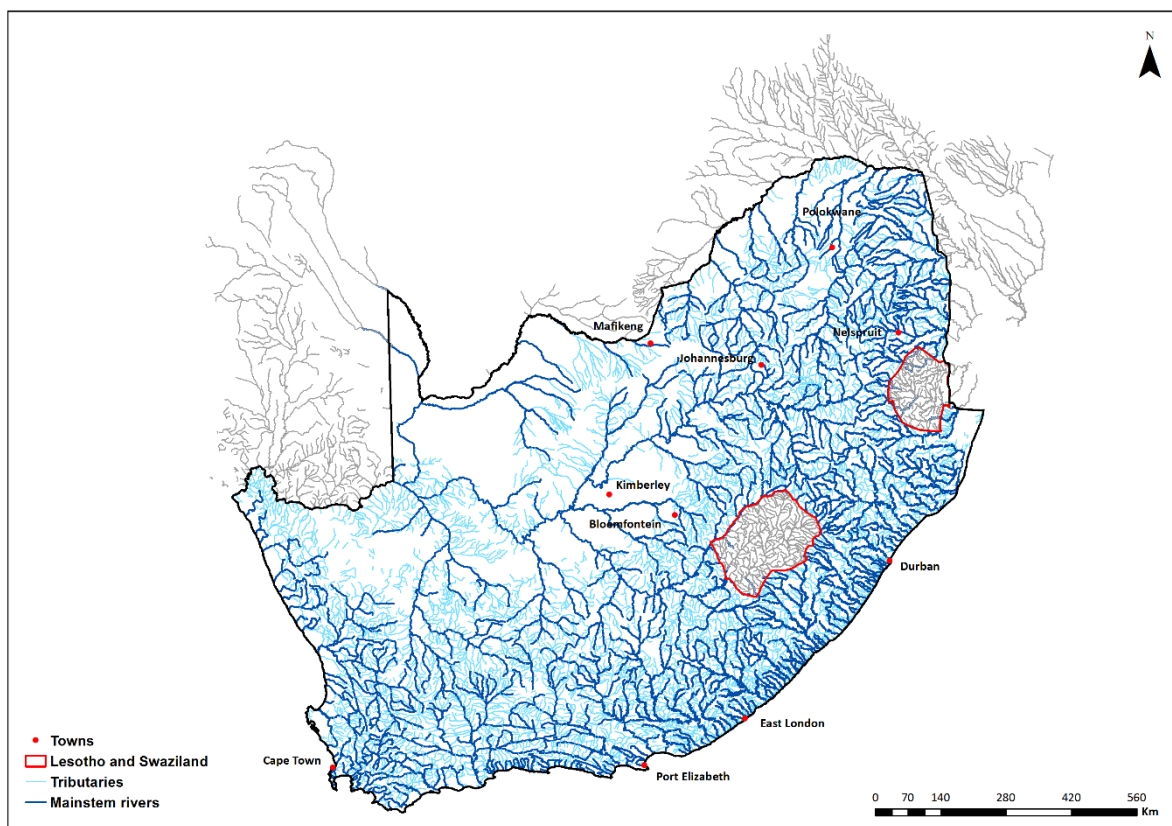 N
Polokwane
Mafikeng
Nelspruit
Johannesburg
Kimberley
Bloomfontein
Durban
East London
Cape Town
Port Elizabeth
Towns
Lesotho and Swaziland
Tributaries
Mainstem rivers
0 70 140 280 420 560
Km